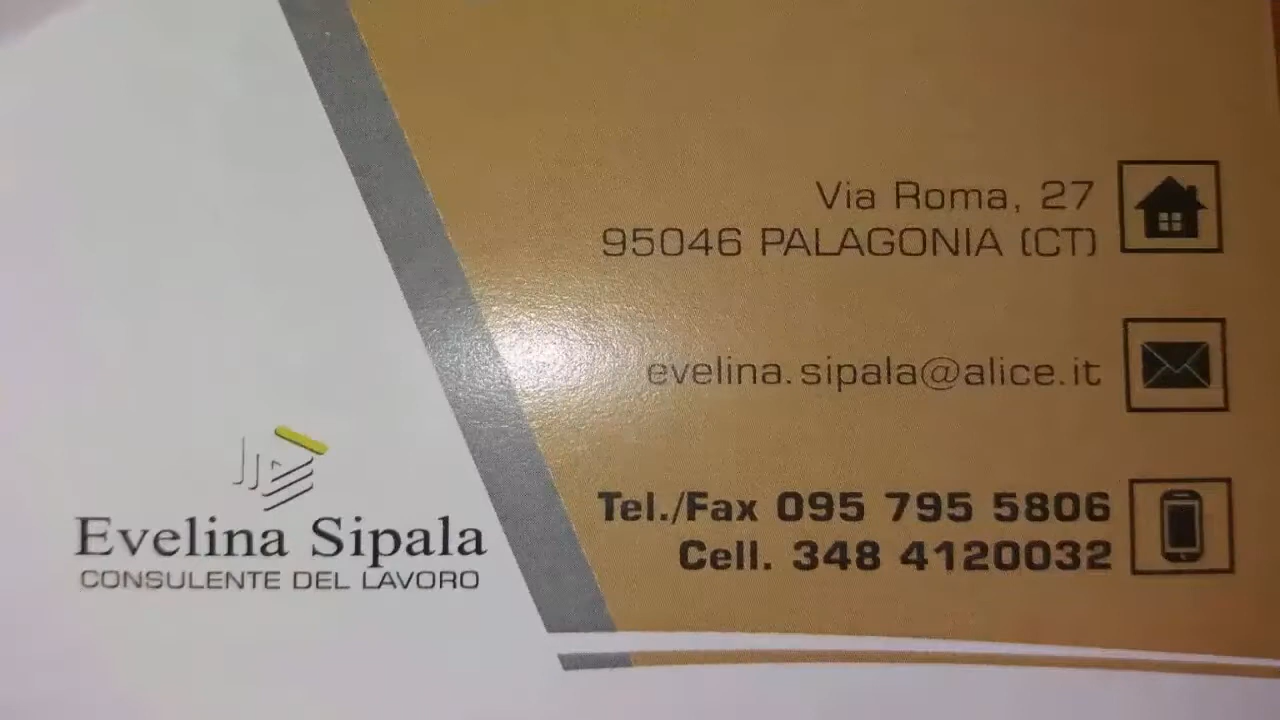 Via Roma, 27
95046 PALAGONIA (CT)
evelina.sipala@alice.it
Tel./Fax 095 795 5806
Cell. 348 4120032
Evelina Sipala
CONSULENTE DEL LAVORO